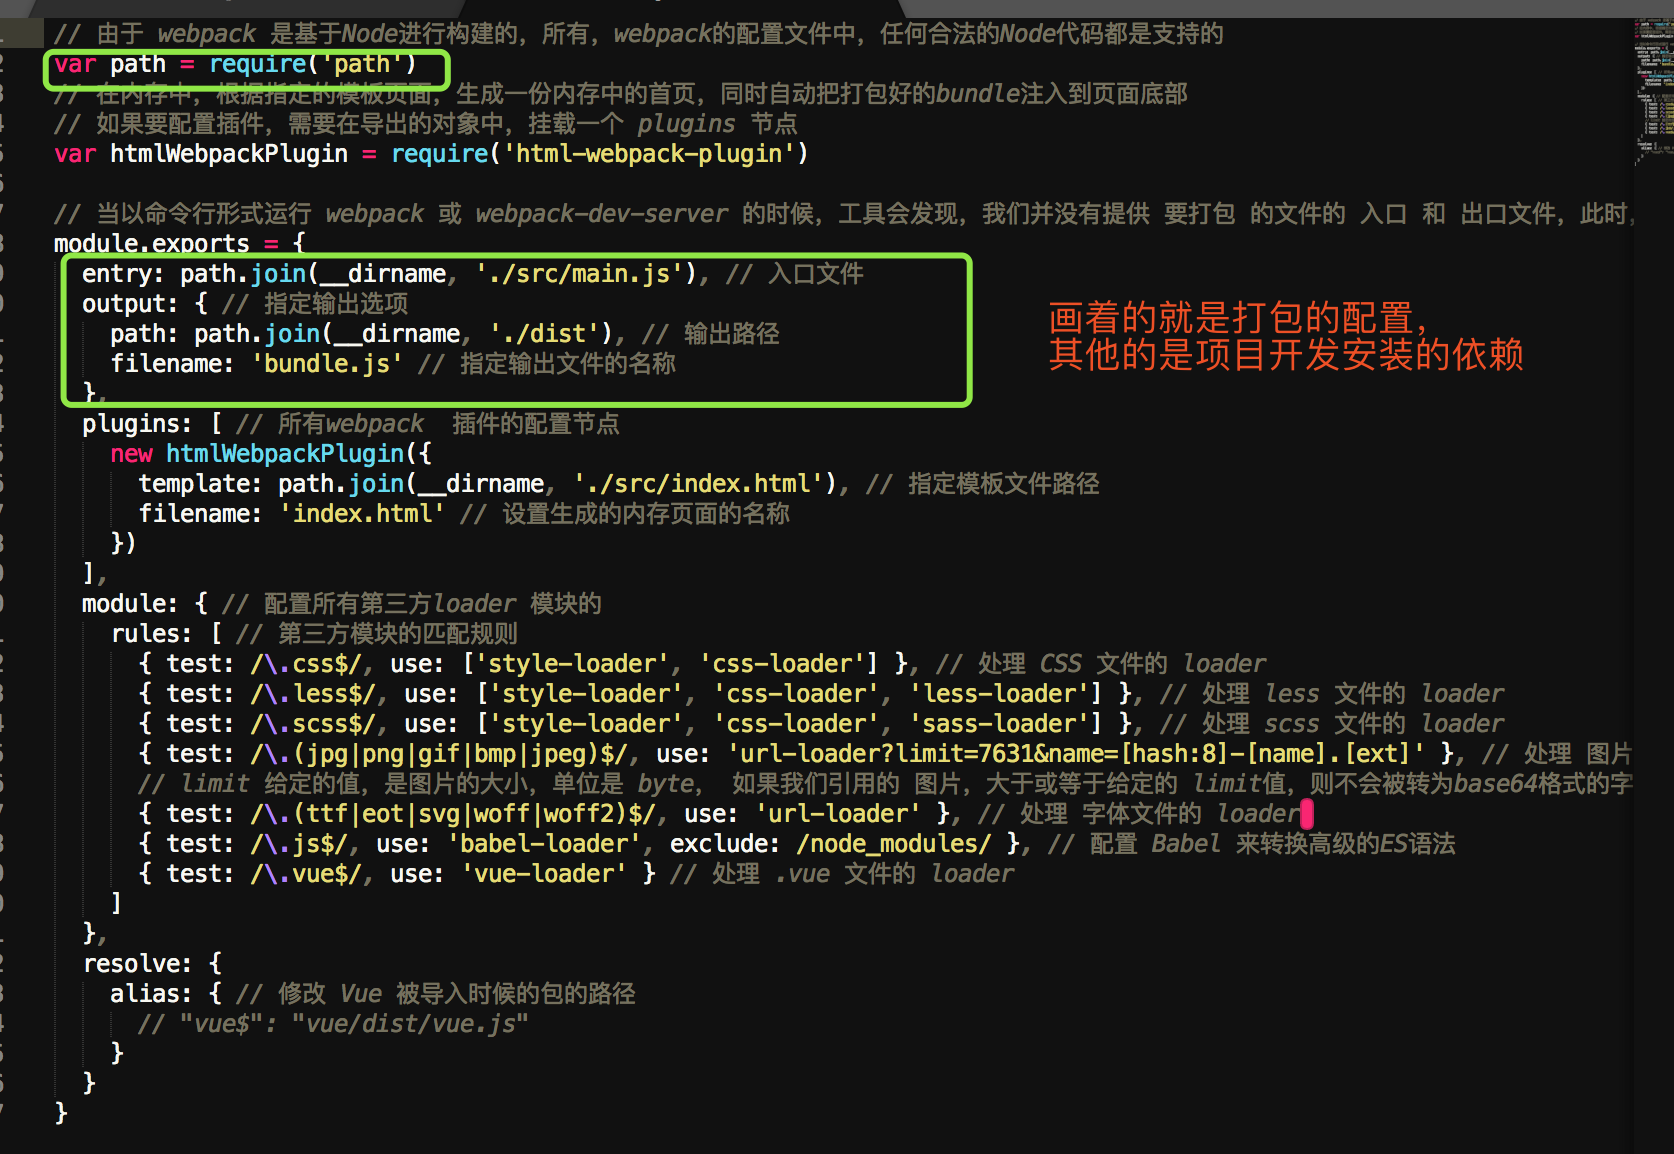 // 由于 webpack 是基于Node进行构建的，所有，webpack的配置文件中，任何合法的Node代码都是支持的
var path = require('path')
// 在内存中，根据指定的模板页面，生成一份内存中的首页，同时自动把打包好的bundle注入到页面底部
// 如果要配置插件，需要在导出的对象中，挂载一个 plugins 节点
var htmlWebpackPlugin = require('html-webpack-plugin')
// 当以命令行形式运行 webpack 或 webpack-dev-server 的时候，工具会发现，我们并没有提供 要打包 的文件的 入口 和 出口文件，此时，
module.exports = {
entry: path.join(__dirname, './src/main.js'), // 入口文件
output: { // 指定输出选项
path: path.join(__dirname, './dist'), // 输出路径
filename: 'bundle.js' // 指定输出文件的名称
},
画着的就是打包的配置，
其他的是项目开发安装的依赖
plugins: [ // 所有webpack  插件的配置节点
new htmlWebpackPlugin({
template: path.join(__dirname, './src/index.html'), // 指定模板文件路径
filename: 'index.html' // 设置生成的内存页面的名称
})
],
module: { // 配置所有第三方loader 模块的
rules: [ // 第三方模块的匹配规则
{ test: /\.css$/, use: ['style-loader', 'css-loader'] }, // 处理 CSS 文件的 loader
{ test: /\.less$/, use: ['style-loader', 'css-loader', 'less-loader'] }, // 处理 less 文件的 loader
{ test: /\.scss$/, use: ['style-loader', 'css-loader', 'sass-loader'] }, // 处理 scss 文件的 loader
{ test: /\.(jpg|png|gif|bmp|jpeg)$/, use: 'url-loader?limit=7631&name=[hash:8]-[name].[ext]' }, // 处理 图片
// limit 给定的值，是图片的大小，单位是 byte， 如果我们引用的 图片，大于或等于给定的 limit值，则不会被转为base64格式的字
{ test: /\.(ttf|eot|svg|woff|woff2)$/, use: 'url-loader' }, // 处理 字体文件的 loader
{ test: /\.js$/, use: 'babel-loader', exclude: /node_modules/ }, // 配置 Babel 来转换高级的ES语法
{ test: /\.vue$/, use: 'vue-loader' } // 处理 .vue 文件的 loader
]
},
resolve: {
alias: { // 修改 Vue 被导入时候的包的路径
// "vue$": "vue/dist/vue.js"
}
}
}